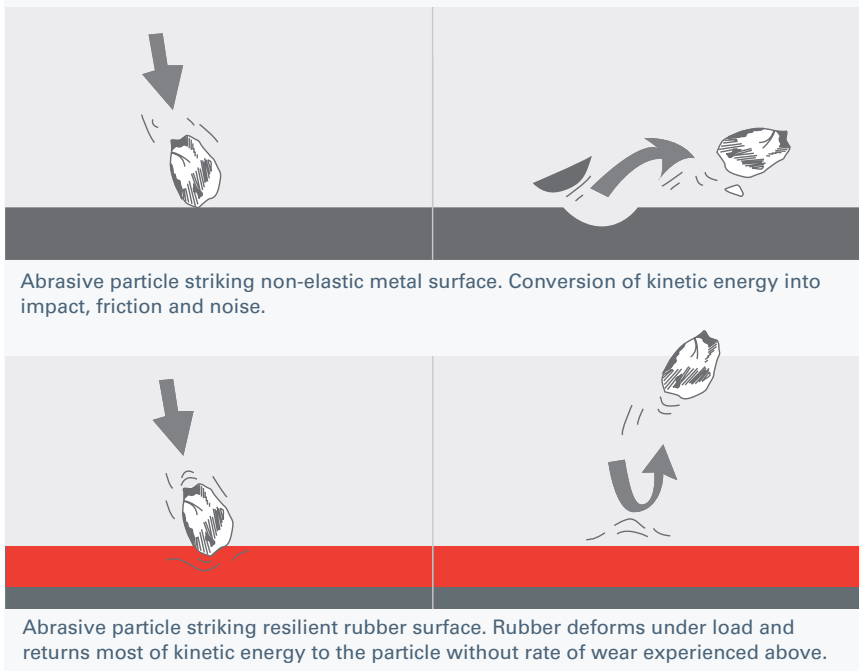 Abrasive particle striking non-elastic metal surface. Conversion of kinetic energy into
impact, friction and noise.
Abrasive particle striking resilient rubber surface. Rubber deforms under load and
returns most of kinetic energy to the particle without rate of wear experienced above.